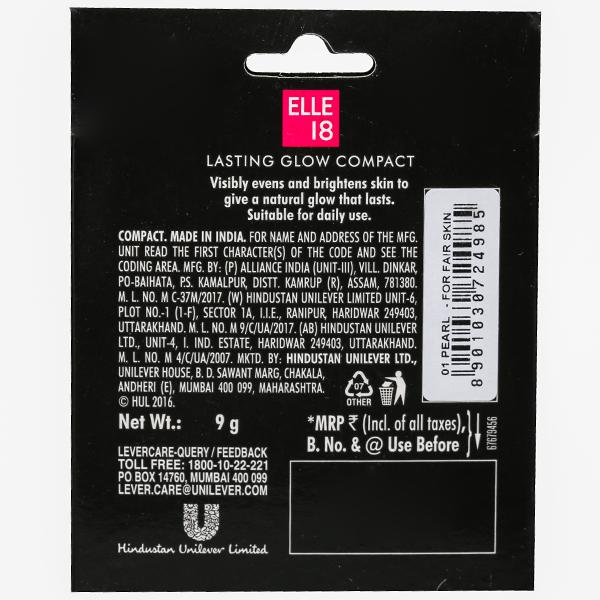 ELLE
18
LASTING GLOW COMPACT
Visibly evens and brightens skin to
give a natural glow that lasts.
Suitable for daily use.
COMPACT. MADE IN INDIA. FOR NAME AND ADDRESS OF THE MFG.
UNIT READ THE FIRST CHARACTER(S) OF THE CODE AND SEE THE
CODING AREA. MFG. BY: (P) ALLIANCE INDIA (UNIT-III), VILL. DINKAR,
PO-BAIHATA, P.S. KAMALPUR, DISTT. KAMRUP (R), ASSAM, 781380.
M. L. NO. M C-37M/2017. (W) HINDUSTAN UNILEVER LIMITED UNIT-6,
PLOT NO.-1 (1-F), SECTOR 1A, I.I.E., RANIPUR, HARIDWAR 249403,
UTTARAKHAND. M. L. NO. M 9/C/UA/2017. (AB) HINDUSTAN UNILEVER
LTD., UNIT-4, I. IND. ESTATE, HARIDWAR 249403, UTTARAKHAND.
M. L. NO. M 4/C/UA/2007. MKTD. BY: HINDUSTAN UNILEVER LTD.,
UNILEVER HOUSE, B. D. SAWANT MARG, CHAKALA,
ANDHERI (E), MUMBAI 400 099, MAHARASHTRA.
© HUL 2016.
07
OTHER
01 PEARL - FOR FAIR SKIN
8901030724985
Net Wt.: 9 g
*MRP ₹ (Incl. of all taxes),
B. No. & @ Use Before
67679456
LEVERCARE-QUERY / FEEDBACK
TOLL FREE: 1800-10-22-221
PO BOX 14760, MUMBAI 400 099
LEVER.CARE@UNILEVER.COM
Hindustan Unilever Limited